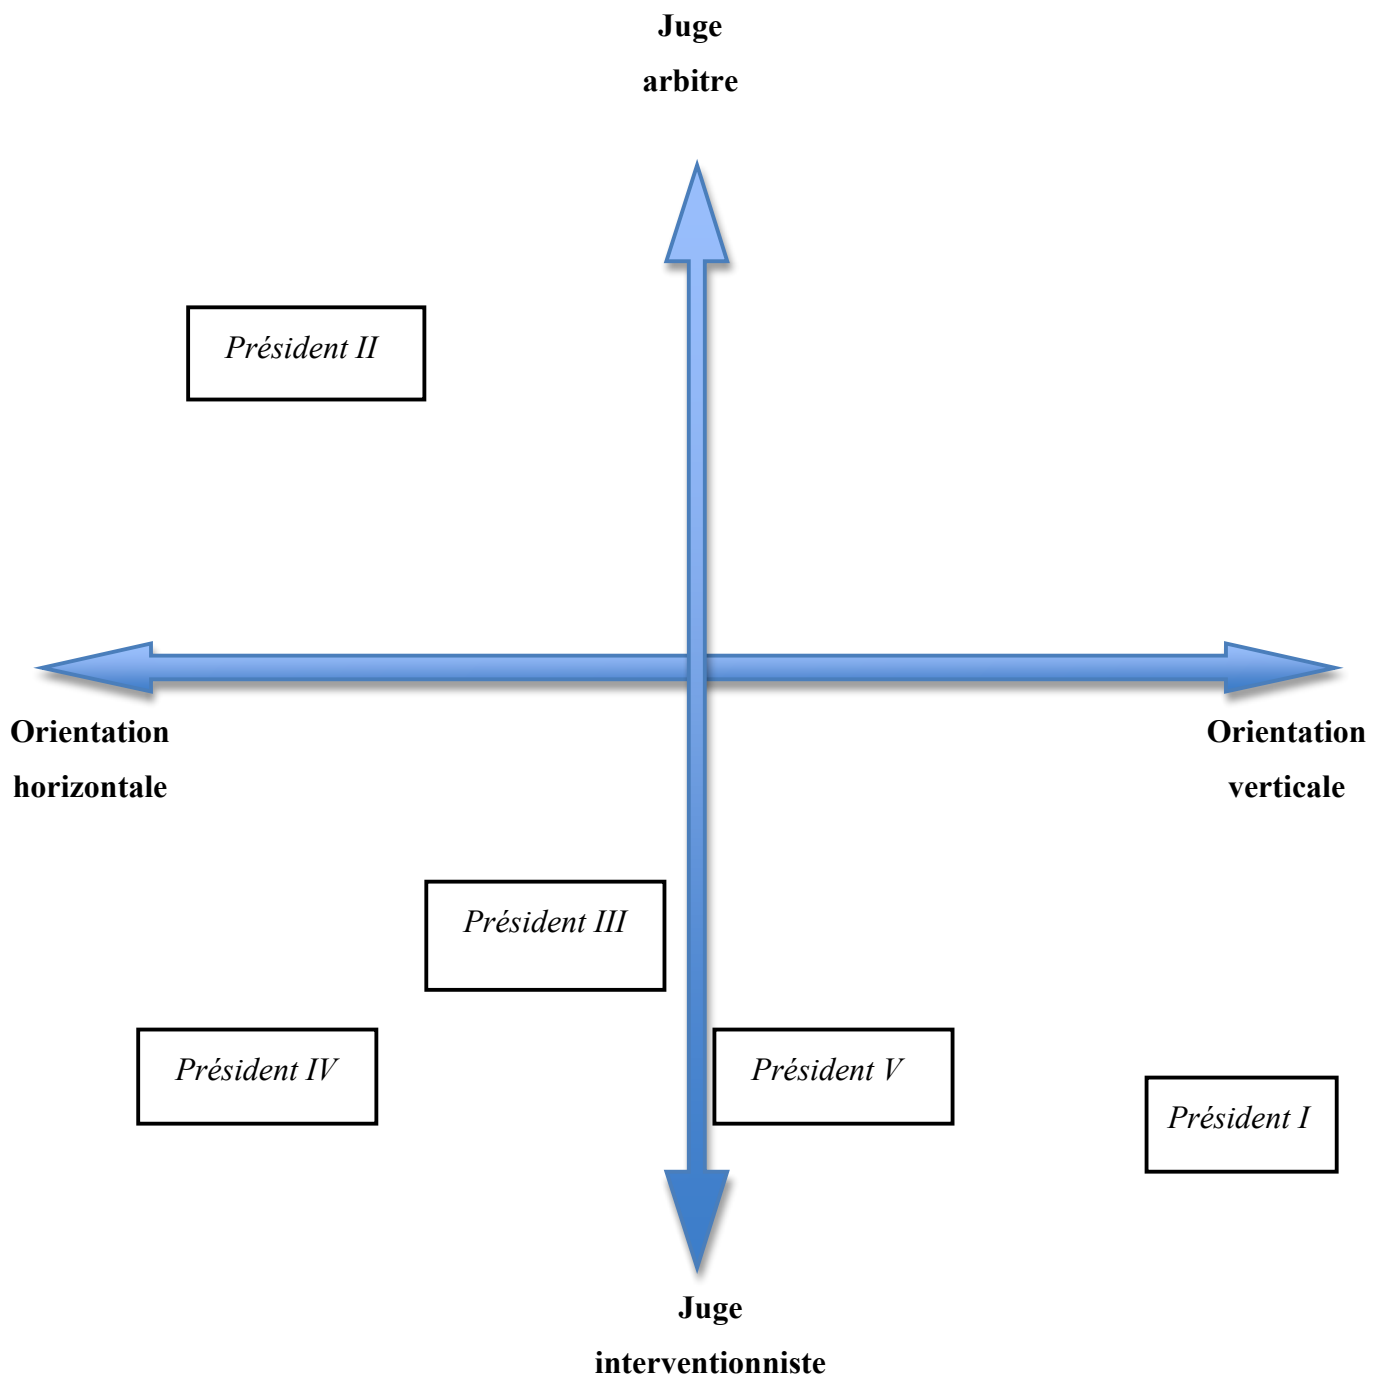 Juge
arbitre
Président II
Orientation
horizontale
Orientation
verticale
Président III
Président IV
Président V
Président I
Juge
interventionniste